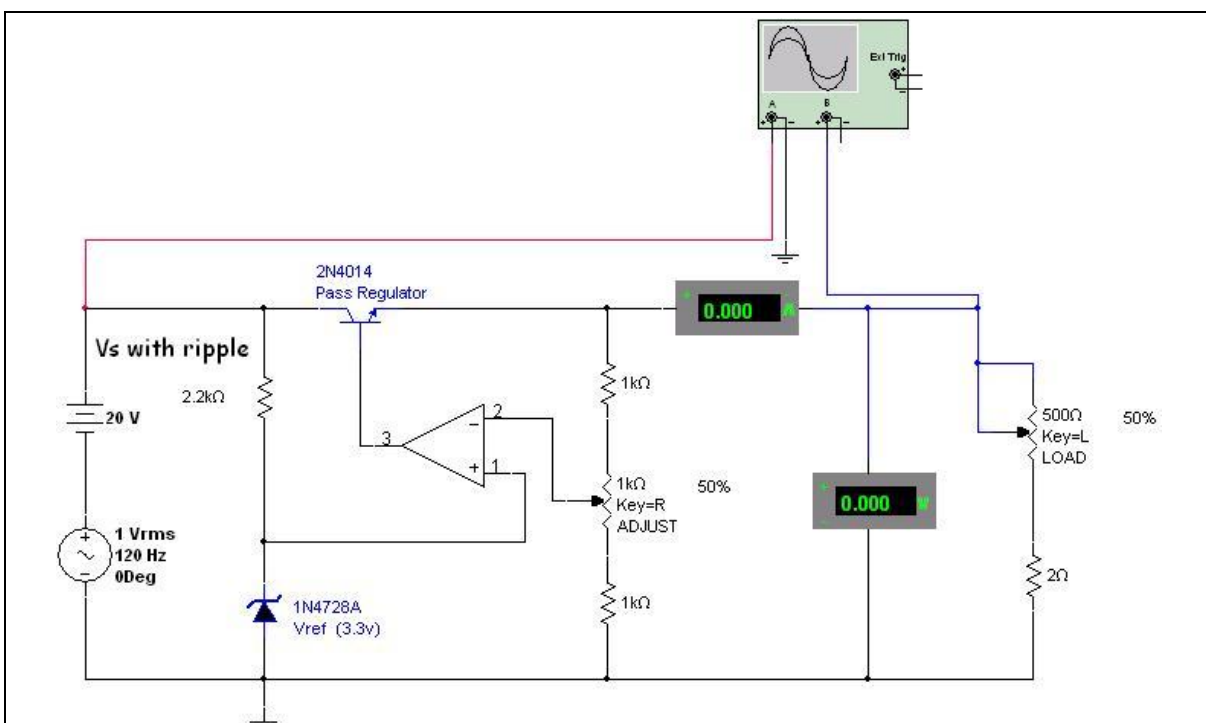 Ext Trig
+
-
A
B
+ -
+ -
2N4014
Pass Regulator
+ -
0.000 A
Vs with ripple
2.2kΩ
1kΩ
20 V
2
3
1
-
+
500Ω
Key=L
LOAD
50%
1kΩ
Key=R
ADJUST
50%
+
0.000 V
-
1 Vrms
120 Hz
0Deg
+
-
2Ω
1N4728A
Vref (3.3v)
1kΩ